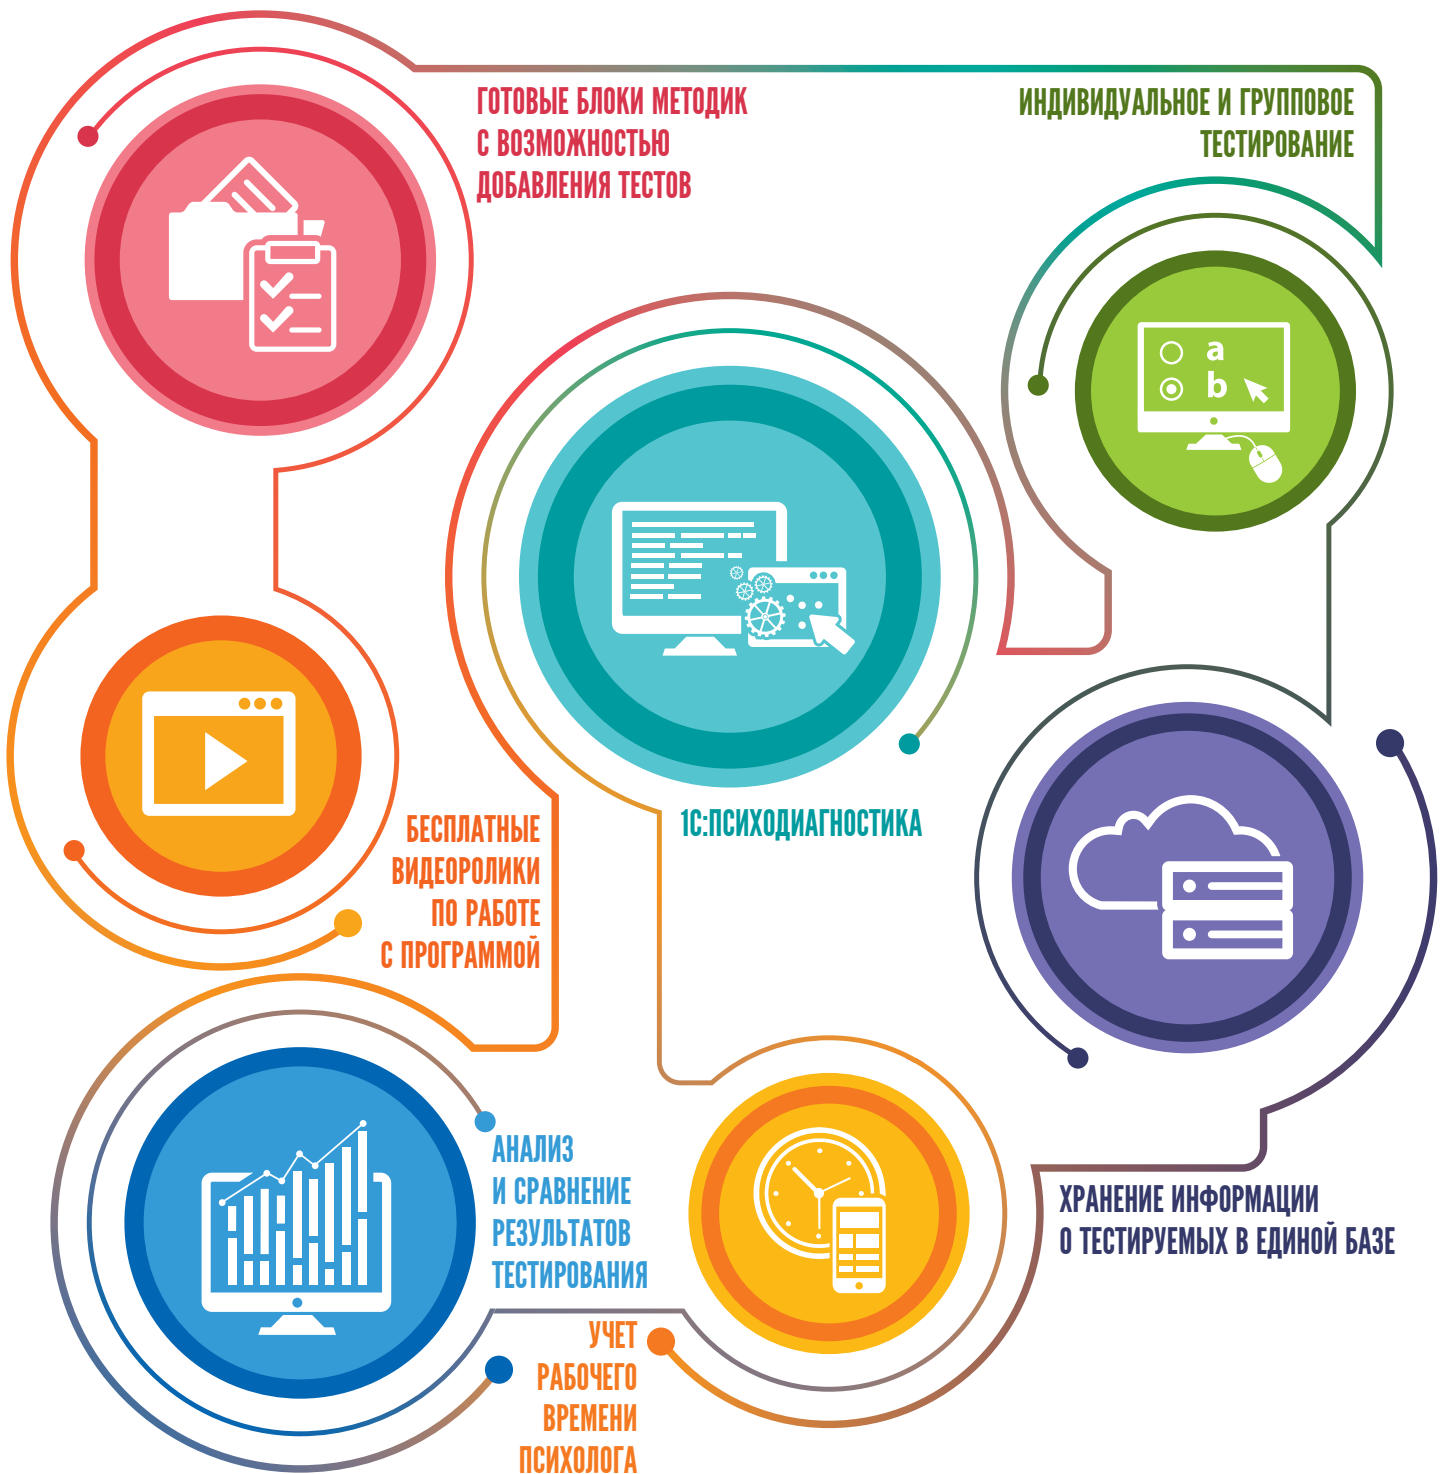 ГОТОВЫЕ БЛОКИ МЕТОДИК
С ВОЗМОЖНОСТЬЮ
ДОБАВЛЕНИЯ ТЕСТОВ
ИНДИВИДУАЛЬНОЕ И ГРУППОВОЕ
ТЕСТИРОВАНИЕ
a
b
1С:ПСИХОДИАГНОСТИКА
БЕСПЛАТНЫЕ
ВИДЕОРОЛИКИ
ПО РАБОТЕ
С ПРОГРАММОЙ
АНАЛИЗ
И СРАВНЕНИЕ
РЕЗУЛЬТАТОВ
ТЕСТИРОВАНИЯ
ХРАНЕНИЕ ИНФОРМАЦИИ
О ТЕСТИРУЕМЫХ В ЕДИНОЙ БАЗЕ
УЧЕТ
РАБОЧЕГО
ВРЕМЕНИ
ПСИХОЛОГА